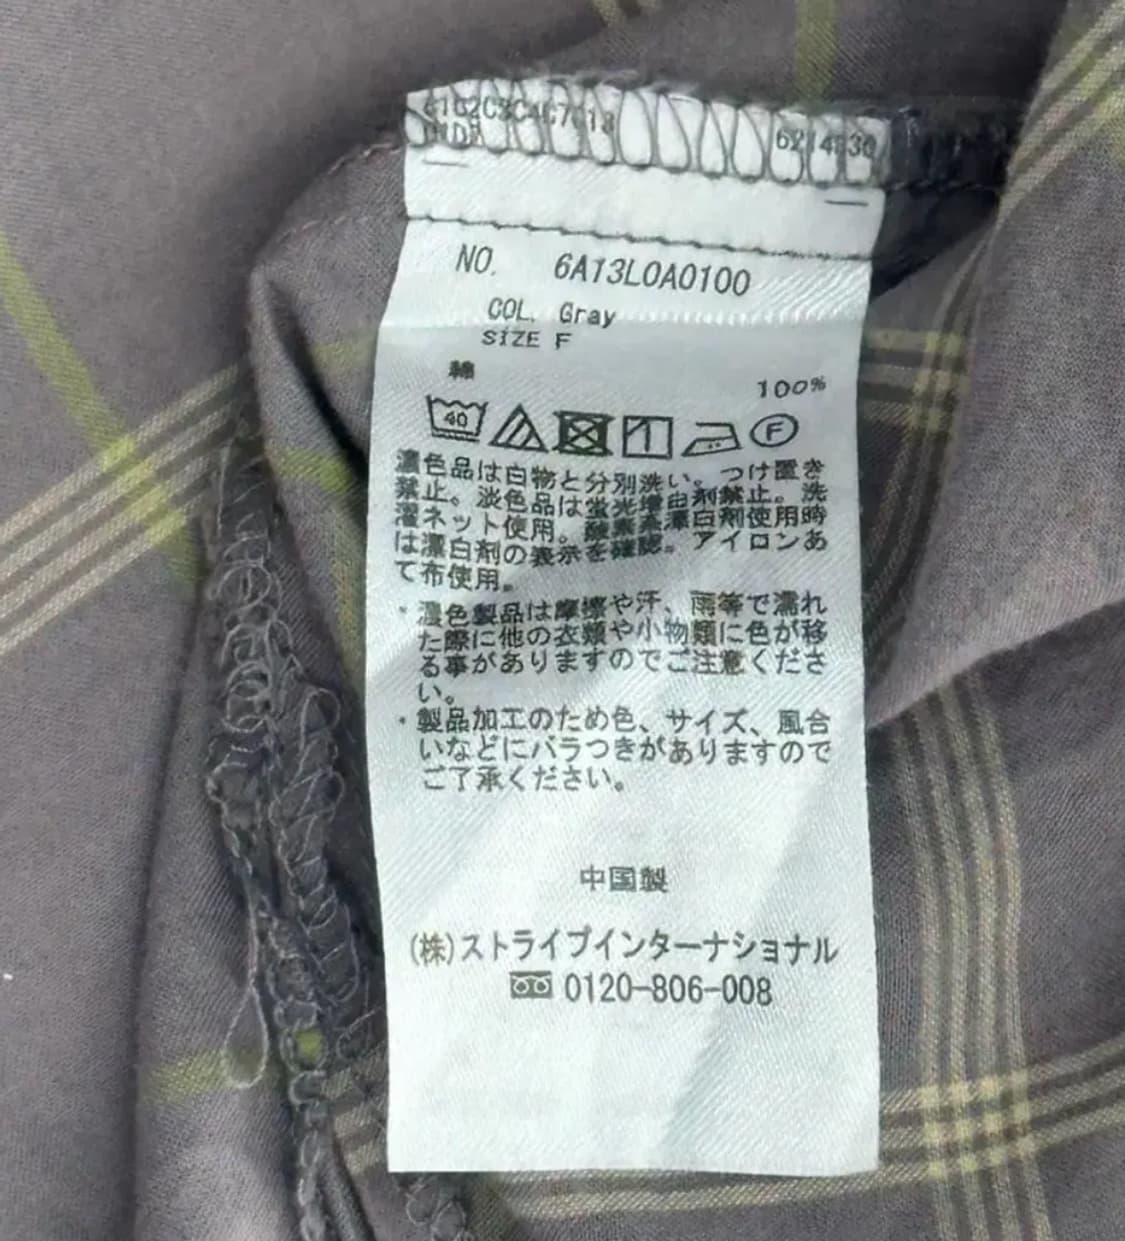 NO. 6A13L0A0100
COL. Gray
SIZE F
綿 100%
40 F
濃色品は白物と分別洗い。つけ置き
禁止。淡色品は蛍光増白剤禁止。洗
濯ネット使用。酸素系漂白剤使用時
は漂白剤の表示を確認。アイロンあ
て布使用。
・濃色製品は摩擦や汗、雨等で濡れ
た際に他の衣類や小物類に色が移
る事がありますのでご注意くださ
い。
・製品加工のため色、サイズ、風合
いなどにバラつきがありますので
ご了承ください。
中国製
(株)ストライプインターナショナル
0120-806-008